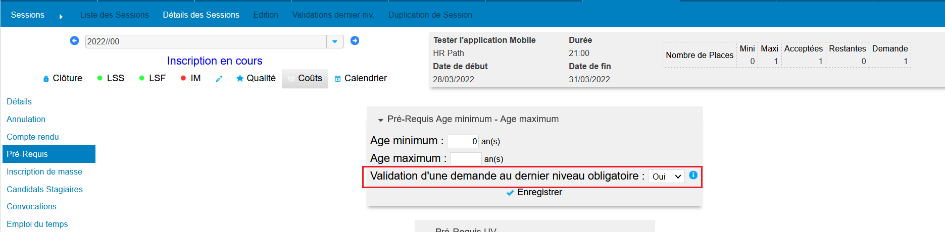 Sessions Liste des Sessions Détails des Sessions Edition Validations dernier niv. Duplication de Session
2022//00
Inscription en cours
Clôture LSS LSF IM Qualité Coûts Calendrier
Tester l'application Mobile Durée
HR Path 21:00
Date de début Date de fin
28/03/2022 31/03/2022
Mini Maxi Acceptées Restantes Demande
Nombre de Places 0 1 1 0 1
Détails
Annulation
Compte rendu
Pré-Requis
Inscription de masse
Candidats Stagiaires
Convocations
Emploi du temps
Pré-Requis Age minimum - Age maximum
Age minimum : 0 an(s)
Age maximum : an(s)
Validation d'une demande au dernier niveau obligatoire : Oui
Enregistrer
Pré-Requis UV